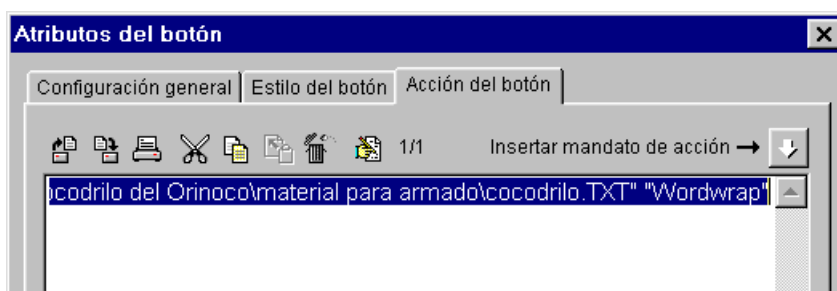 Atributos del botón
Configuración general Estilo del botón Acción del botón
1/1 Insertar mandato de acción →
ocodrilo del Orinoco\material para armado\cocodrilo.TXT" "Wordwrap"